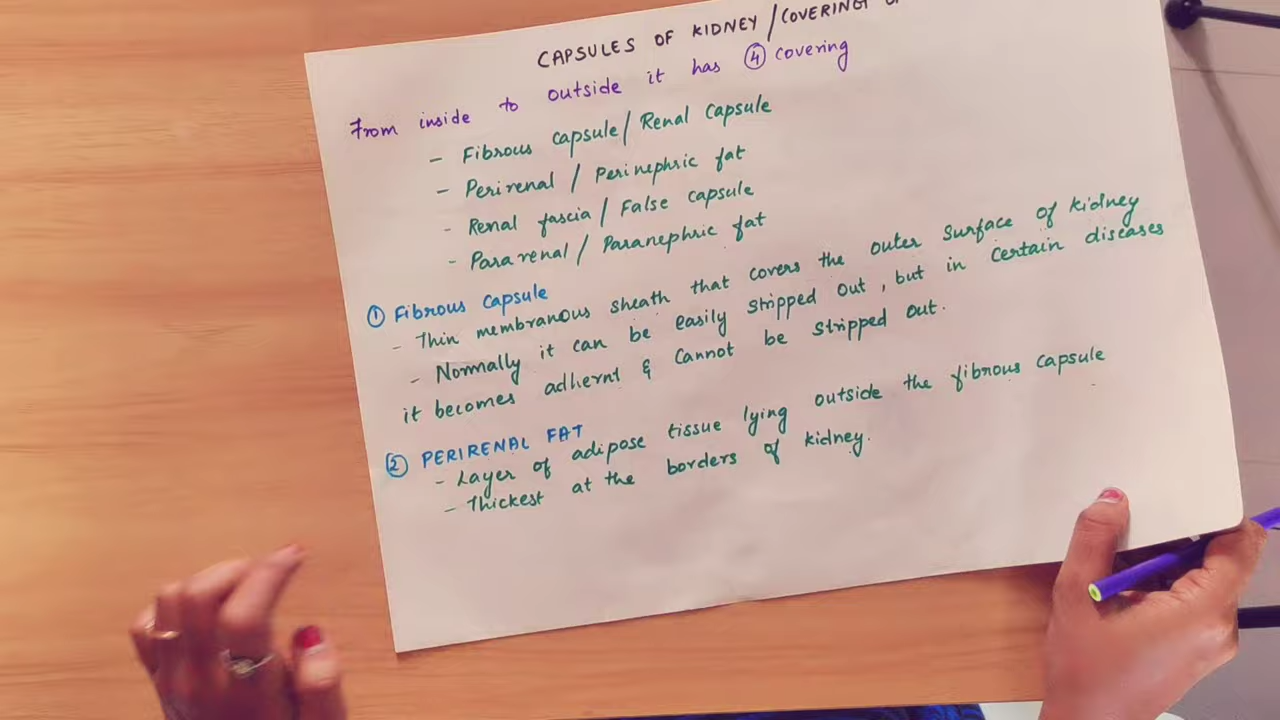 CAPSULES OF KIDNEY / COVERING
From inside to outside it has ④ covering
- Fibrous capsule / Renal capsule
- Perirenal / Perinephric fat
- Renal fascia / False capsule
- Pararenal / Paranephric fat
① Fibrous capsule
- Thin membranous sheath that covers the outer surface of kidney
- Normally it can be easily stripped out, but in certain diseases
it becomes adhernt & cannot be stripped out.
② PERIRENAL FAT
- Layer of adipose tissue lying outside the fibrous capsule
- Thickest at the borders of kidney.